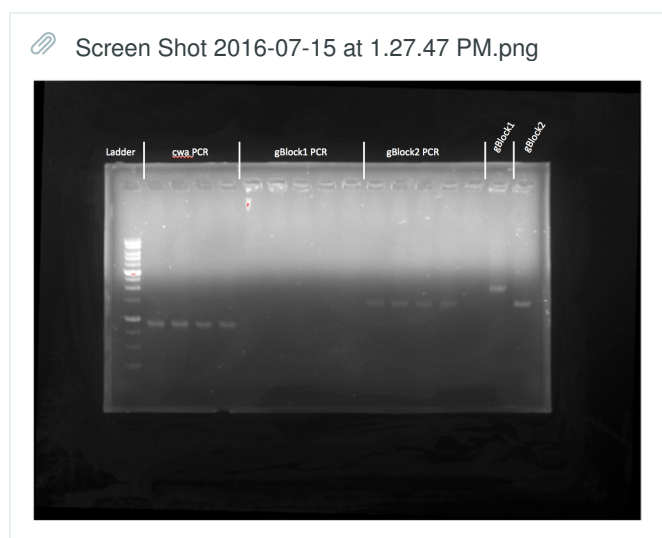 Screen Shot 2016-07-15 at 1.27.47 PM.png
Ladder
cwa PCR
gBlock1 PCR
gBlock2 PCR
gBlock1
gBlock2